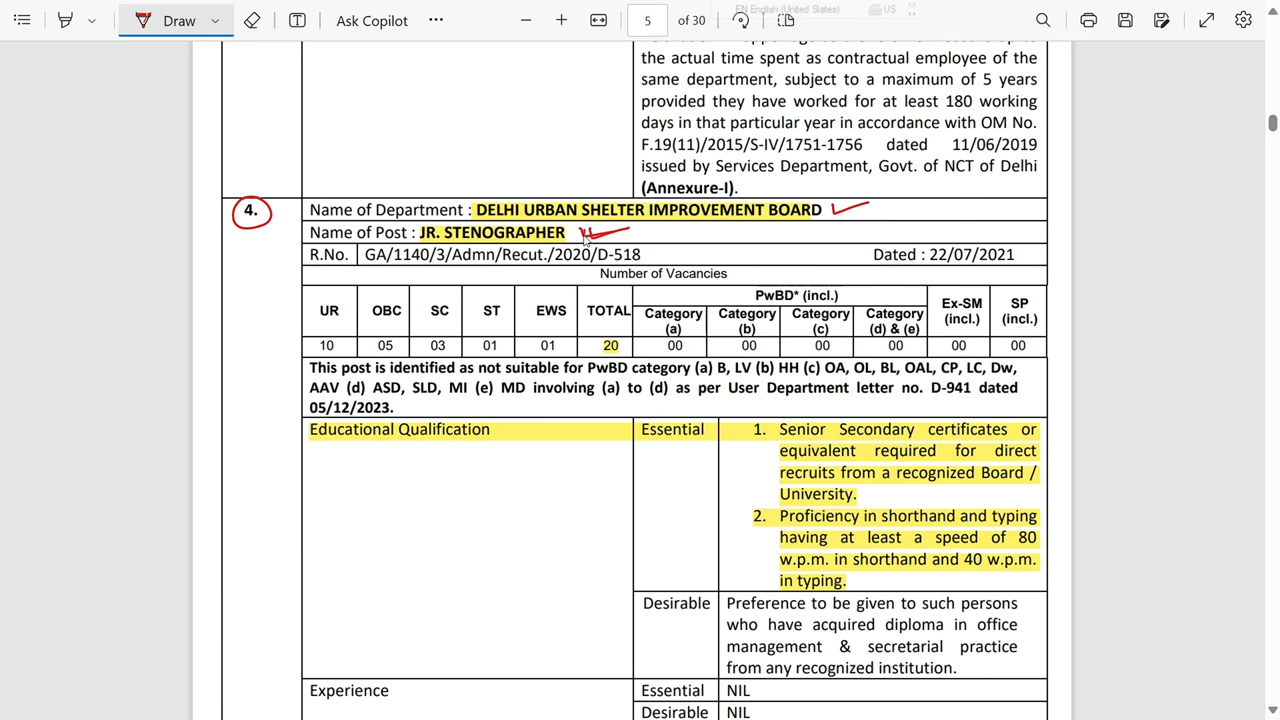 Draw
Ask Copilot
5 of 30
EN English (United States)
US
the actual time spent as contractual employee of the
same department, subject to a maximum of 5 years
provided they have worked for at least 180 working
days in that particular year in accordance with OM No.
F.19(11)/2015/S-IV/1751-1756 dated 11/06/2019
issued by Services Department, Govt. of NCT of Delhi
(Annexure-I).
4.
Name of Department : DELHI URBAN SHELTER IMPROVEMENT BOARD
Name of Post : JR. STENOGRAPHER
R.No. GA/1140/3/Admn/Recut./2020/D-518 Dated : 22/07/2021
Number of Vacancies
UR OBC SC ST EWS TOTAL PwBD* (incl.) Ex-SM (incl.) SP (incl.)
Category (a) Category (b) Category (c) Category (d) & (e)
10 05 03 01 01 20 00 00 00 00 00 00
This post is identified as not suitable for PwBD category (a) B, LV (b) HH (c) OA, OL, BL, OAL, CP, LC, Dw,
AAV (d) ASD, SLD, MI (e) MD involving (a) to (d) as per User Department letter no. D-941 dated
05/12/2023.
Educational Qualification Essential 1. Senior Secondary certificates or
equivalent required for direct
recruits from a recognized Board /
University.
2. Proficiency in shorthand and typing
having at least a speed of 80
w.p.m. in shorthand and 40 w.p.m.
in typing.
Desirable Preference to be given to such persons
who have acquired diploma in office
management & secretarial practice
from any recognized institution.
Experience Essential NIL
Desirable NIL